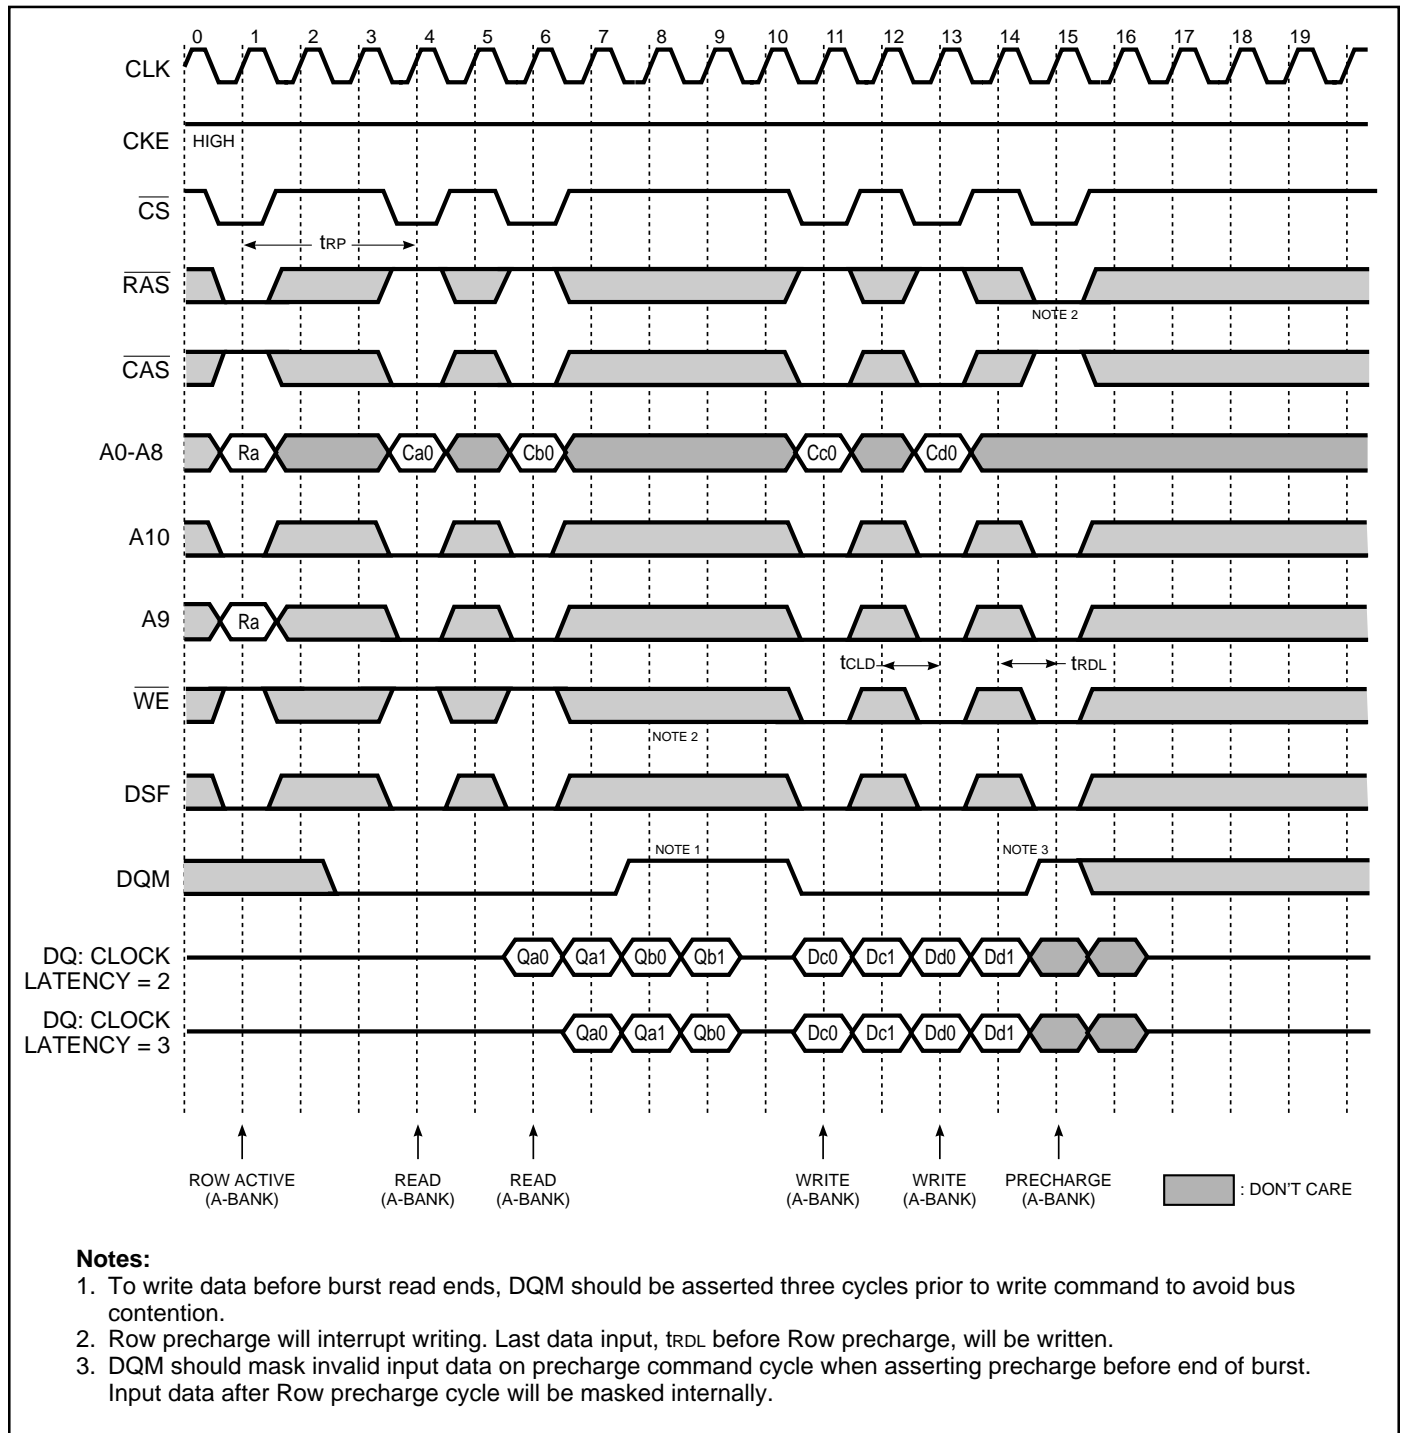 0 1 2 3 4 5 6 7 8 9 10 11 12 13 14 15 16 17 18 19
CLK
CKE HIGH
CS
tRP
RAS
NOTE 2
CAS
A0-A8 Ra Ca0 Cb0 Cc0 Cd0
A10
A9 Ra
tCLD tRDL
WE
NOTE 2
DSF
NOTE 1 NOTE 3
DQM
DQ: CLOCK
LATENCY = 2
Qa0 Qa1 Qb0 Qb1 Dc0 Dc1 Dd0 Dd1
DQ: CLOCK
LATENCY = 3
Qa0 Qa1 Qb0 Dc0 Dc1 Dd0 Dd1
ROW ACTIVE READ READ WRITE WRITE PRECHARGE
(A-BANK) (A-BANK) (A-BANK) (A-BANK) (A-BANK) (A-BANK)
: DON'T CARE
Notes:
1. To write data before burst read ends, DQM should be asserted three cycles prior to write command to avoid bus
contention.
2. Row precharge will interrupt writing. Last data input, tRDL before Row precharge, will be written.
3. DQM should mask invalid input data on precharge command cycle when asserting precharge before end of burst.
Input data after Row precharge cycle will be masked internally.